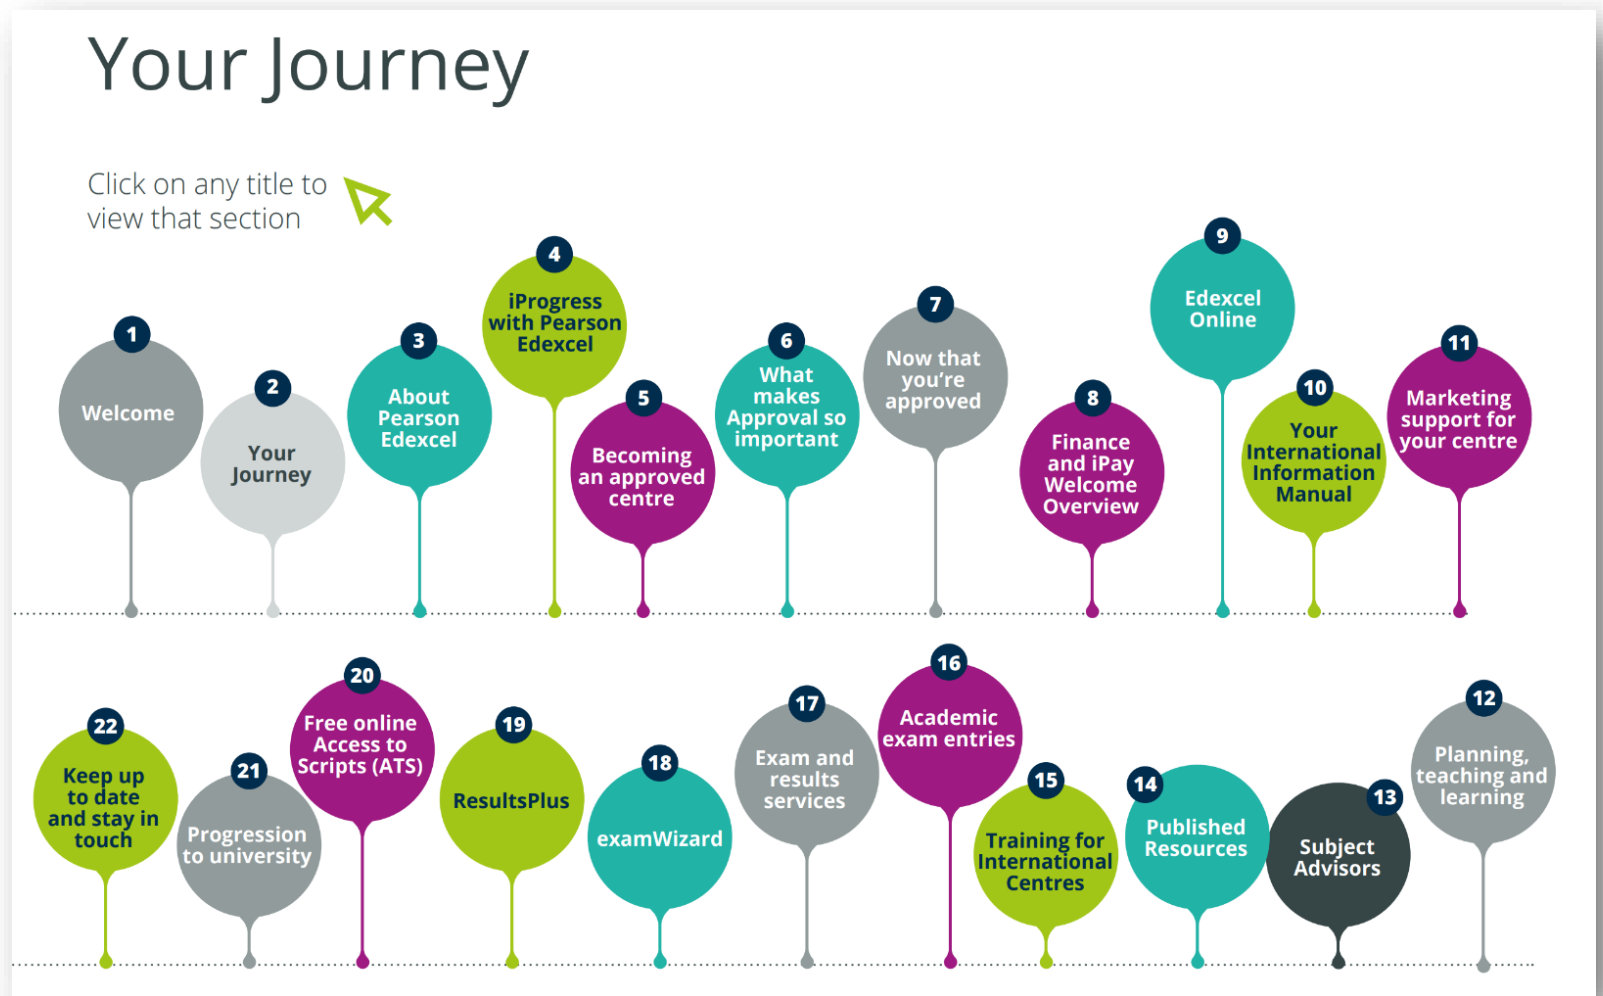 Your Journey
Click on any title to
view that section
1
Welcome
2
Your
Journey
3
About
Pearson
Edexcel
4
iProgress
with Pearson
Edexcel
5
Becoming
an approved
centre
6
What
makes
Approval so
important
7
Now that
you're
approved
8
Finance
and iPay
Welcome
Overview
9
Edexcel
Online
10
Your
International
Information
Manual
11
Marketing
support for
your centre
12
Planning,
teaching and
learning
13
Subject
Advisors
14
Published
Resources
15
Training for
International
Centres
16
Academic
exam entries
17
Exam and
results
services
18
examWizard
19
ResultsPlus
20
Free online
Access to
Scripts (ATS)
21
Progression
to university
22
Keep up
to date
and stay in
touch